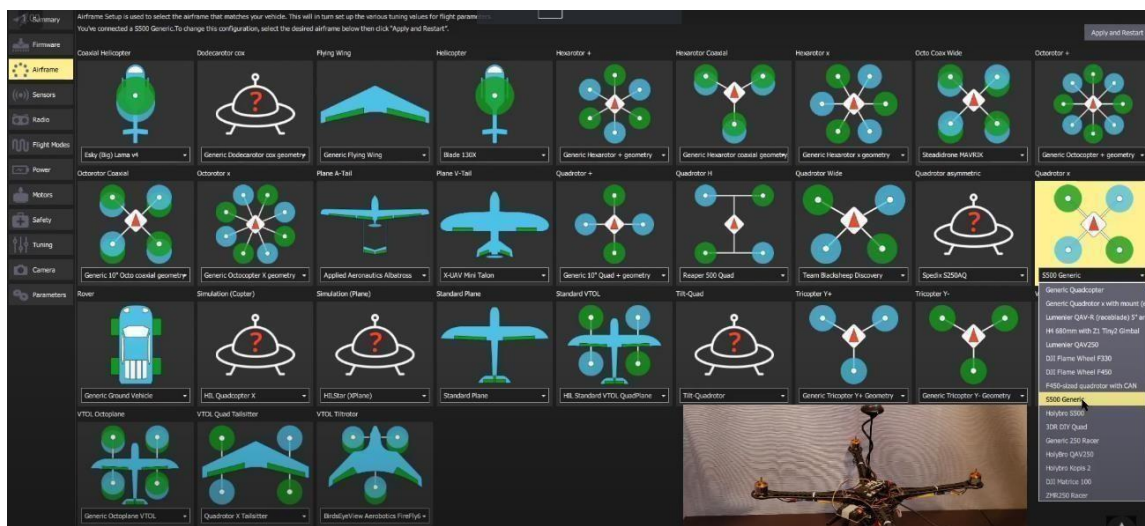 Summary
Airframe Setup is used to select the airframe that matches your vehicle. This will in turn set up the various tuning values for flight
You've connected a S500 Generic.To change this configuration, select the desired airframe below then click "Apply and Restart".
Apply and Restart
Firmware
Airframe
Sensors
Radio
Flight Modes
Power
Motors
Safety
Tuning
Camera
Parameters
Coaxial Helicopter
Dodecarotor cox
Flying Wing
Helicopter
Hexarotor +
Hexarotor Coaxial
Hexarotor x
Octo Coax Wide
Octorotor +
Esky (Big) Lama v4
Generic Dodecarotor cox geometry
Generic Flying Wing
Blade 130X
Generic Hexarotor + geometry
Generic Hexarotor coaxial geometry
Generic Hexarotor x geometry
Steadidrone MAVRIK
Generic Octocopter + geometry
Octorotor Coaxial
Octorotor x
Plane A-Tail
Plane V-Tail
Quadrotor +
Quadrotor H
Quadrotor Wide
Quadrotor asymmetric
Quadrotor x
Generic 10" Octo coaxial geometry
Generic Octocopter X geometry
Applied Aeronautics Albatross
X-UAV Mini Talon
Generic 10" Quad + geometry
Reaper 500 Quad
Team Blacksheep Discovery
Spedix S250AQ
S500 Generic
Rover
Simulation (Copter)
Simulation (Plane)
Standard Plane
Standard VTOL
Tilt-Quad
Tricopter Y+
Tricopter Y-
Generic Ground Vehicle
HIL Quadcopter X
HILStar (XPlane)
Standard Plane
HIL Standard VTOL QuadPlane
Tilt-Quadrotor
Generic Tricopter Y+ Geometry
Generic Tricopter Y- Geometry
Generic Quadcopter
Generic Quadrotor x with mount
Lumenier QAV-R (raceblade) 5"
H4 680mm with Z1 Tiny2 Gimbal
Lumenier QAV250
DJI Flame Wheel F330
DJI Flame Wheel F450
F450-sized quadrotor with CAN
S500 Generic
Holybro S500
3DR DIY Quad
Generic 250 Racer
HolyBro QAV250
Holybro Kopis 2
DJI Matrice 100
ZMR250 Racer
VTOL Octoplane
VTOL Quad Tailsitter
VTOL Tiltrotor
Generic Octoplane VTOL
Quadrotor X Tailsitter
BirdsEyeView Aerobotics FireFly6